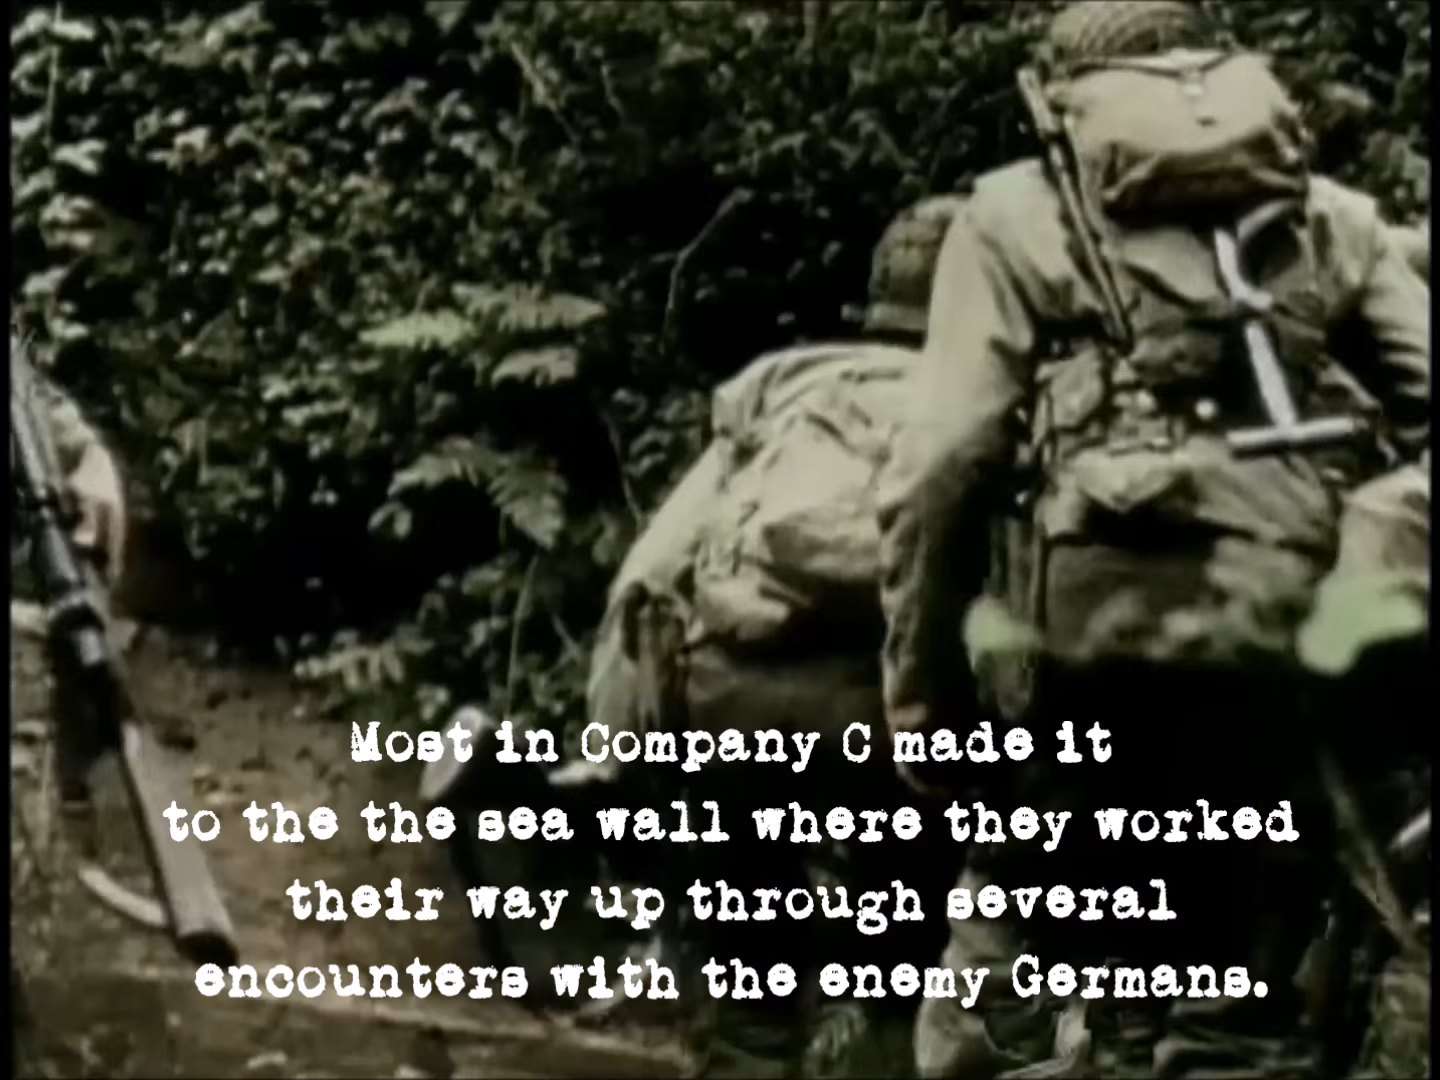 Most in Company C made it
to the the sea wall where they worked
their way up through several
encounters with the enemy Germans.